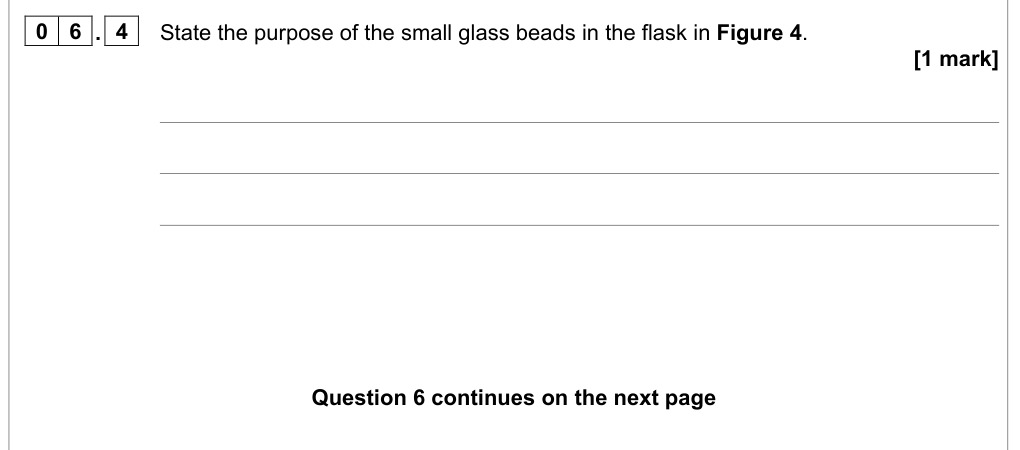 0 6 . 4 State the purpose of the small glass beads in the flask in Figure 4.
[1 mark]
Question 6 continues on the next page